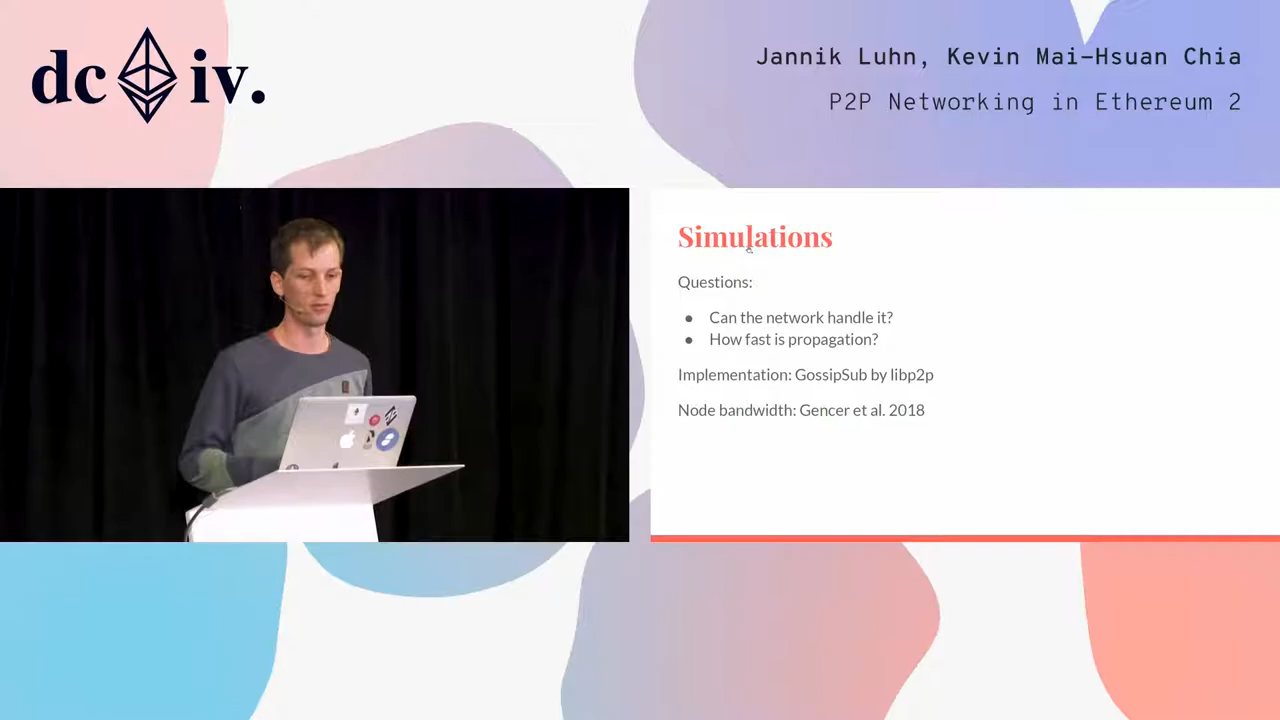 dc iv.
Jannik Luhn, Kevin Mai-Hsuan Chia
P2P Networking in Ethereum 2
Simulations
Questions:
● Can the network handle it?
● How fast is propagation?
Implementation: GossipSub by libp2p
Node bandwidth: Gencer et al. 2018